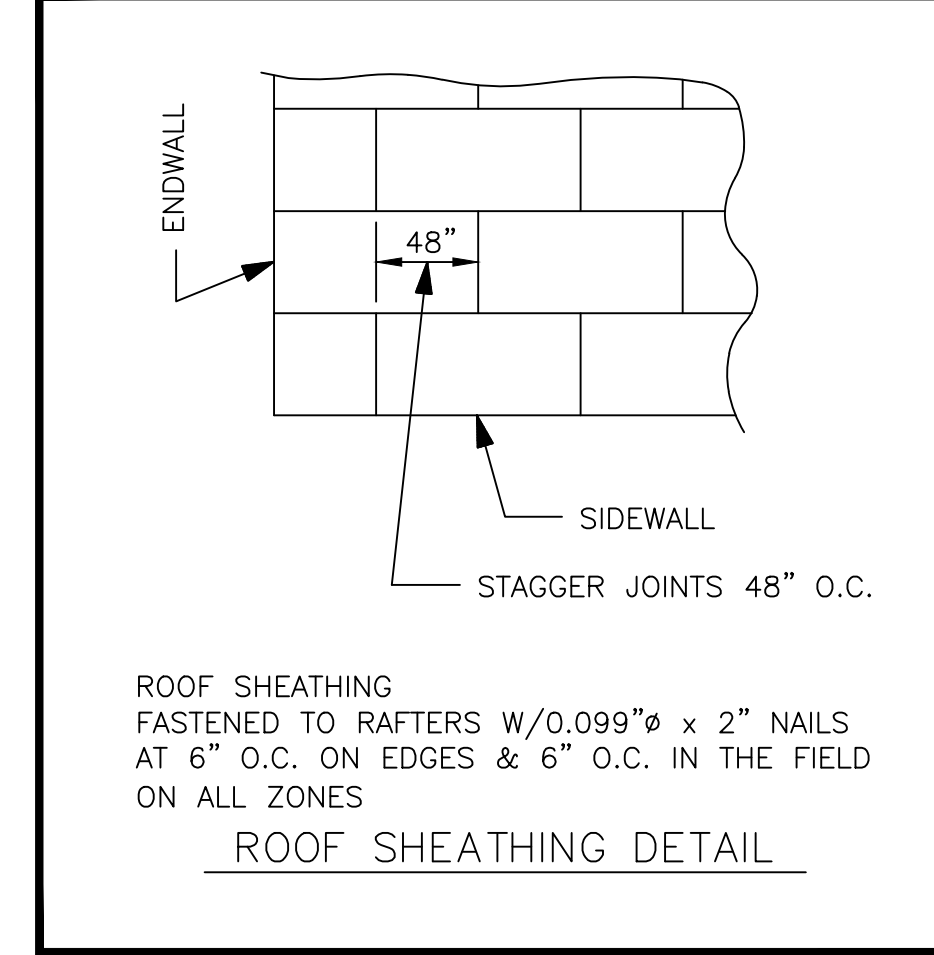 ENDWALL
48”
SIDEWALL
STAGGER JOINTS 48” O.C.
ROOF SHEATHING
FASTENED TO RAFTERS W/0.099”ø x 2” NAILS
AT 6” O.C. ON EDGES & 6” O.C. IN THE FIELD
ON ALL ZONES
ROOF SHEATHING DETAIL